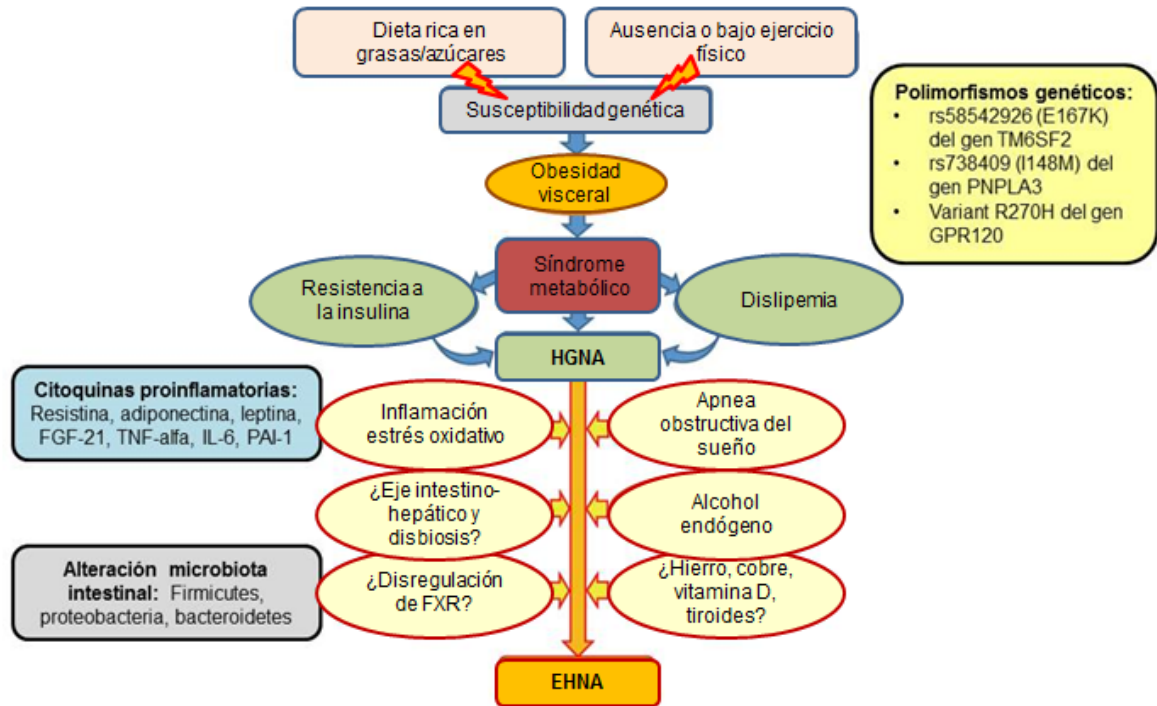 Dieta rica en
grasas/azúcares
Ausencia o bajo ejercicio
físico
Susceptibilidad genética
Polimorfismos genéticos:
• rs58542926 (E167K)
del gen TM6SF2
• rs738409 (I148M) del
gen PNPLA3
• Variant R270H del gen
GPR120
Obesidad
visceral
Síndrome
metabólico
Resistencia a
la insulina
Dislipemia
HGNA
Citoquinas proinflamatorias:
Resistina, adiponectina, leptina,
FGF-21, TNF-alfa, IL-6, PAI-1
Inflamación
estrés oxidativo
Apnea
obstructiva del
sueño
¿Eje intestino-
hepático y
disbiosis?
Alcohol
endógeno
Alteración microbiota
intestinal: Firmicutes,
proteobacteria, bacteroidetes
¿Disregulación
de FXR?
¿Hierro, cobre,
vitamina D,
tiroides?
EHNA